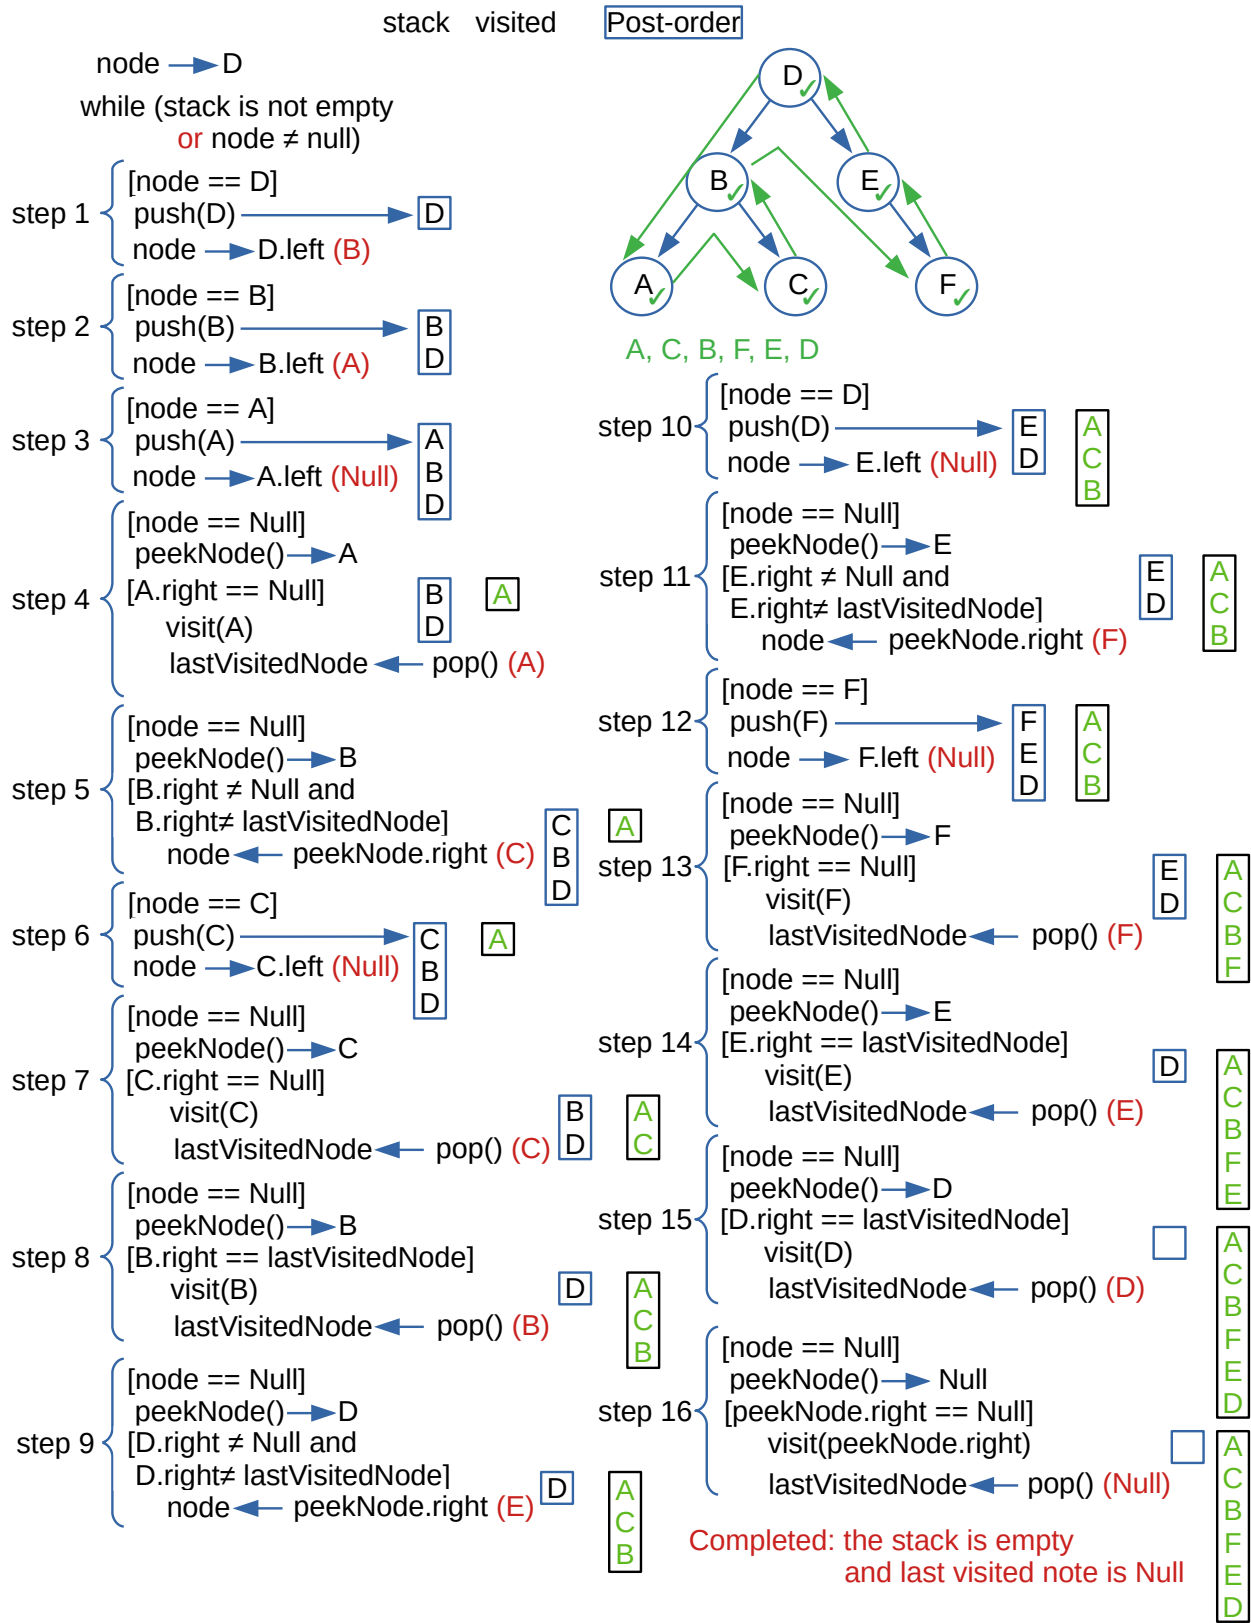 stack visited Post-order
node D
while (stack is not empty
or node ≠ null)
step 1
[node == D]
push(D) D
node D.left (B)
step 2
[node == B]
push(B) B
node B.left (A) D
step 3
[node == A]
push(A) A
B
node A.left (Null)
D
step 4
[node == Null]
peekNode() A
[A.right == Null] B A
visit(A) D
lastVisitedNode pop() (A)
step 5
[node == Null]
peekNode() B
[B.right ≠ Null and
B.right≠ lastVisitedNode] C A
node peekNode.right (C) B
D
step 6
[node == C]
push(C) C A
node C.left (Null) B
D
step 7
[node == Null]
peekNode() C
[C.right == Null]
visit(C) B A
lastVisitedNode pop() (C) D C
step 8
[node == Null]
peekNode() B
[B.right == lastVisitedNode]
visit(B) D A
C
lastVisitedNode pop() (B)
B
step 9
[node == Null]
peekNode() D
[D.right ≠ Null and
D.right≠ lastVisitedNode] D A
node peekNode.right (E) C
B
D ✓
B ✓ E ✓
A ✓ C ✓ F ✓
A, C, B, F, E, D
step 10
[node == D]
push(D) E A
node E.left (Null) D C
B
step 11
[node == Null]
peekNode() E
[E.right ≠ Null and E A
E.right≠ lastVisitedNode] D C
node peekNode.right (F) B
step 12
[node == F]
push(F) F A
node F.left (Null) E C
D B
step 13
[node == Null]
peekNode() F
[F.right == Null] E A
visit(F) D C
lastVisitedNode pop() (F) B
F
step 14
[node == Null]
peekNode() E
[E.right == lastVisitedNode]
visit(E) D A
C
lastVisitedNode pop() (E)
B
F
E
step 15
[node == Null]
peekNode() D
[D.right == lastVisitedNode]
visit(D) A
lastVisitedNode pop() (D) C
B
F
E
D
step 16
[node == Null]
peekNode() Null
[peekNode.right == Null]
visit(peekNode.right) A
lastVisitedNode pop() (Null) C
B
F
E
D
Completed: the stack is empty
and last visited note is Null